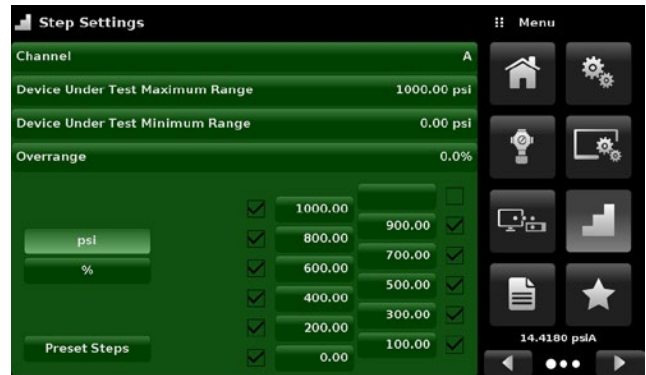 Step Settings
Menu
Channel A
Device Under Test Maximum Range 1000.00 psi
Device Under Test Minimum Range 0.00 psi
Overrange 0.0%
1000.00
900.00
psi
800.00
700.00
%
600.00
500.00
400.00
300.00
200.00
Preset Steps
100.00
0.00
14.4180 psiA